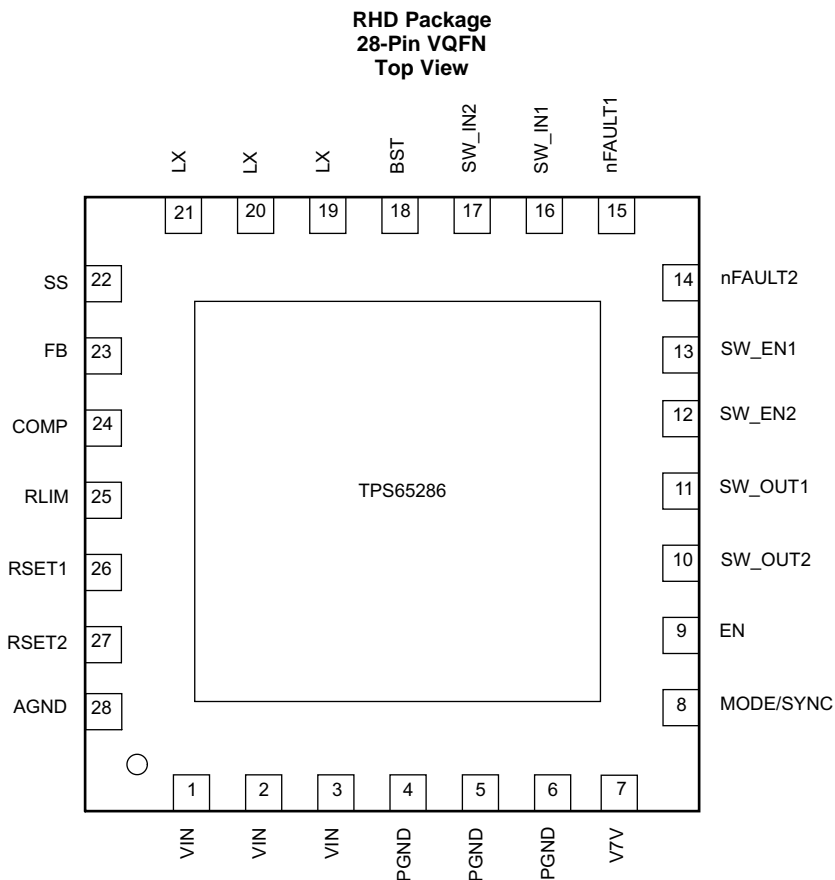 RHD Package
28-Pin VQFN
Top View
LX
LX
LX
BST
SW_IN2
SW_IN1
nFAULT1
21
20
19
18
17
16
15
SS
22
14
nFAULT2
FB
23
13
SW_EN1
COMP
24
12
SW_EN2
RLIM
25
TPS65286
11
SW_OUT1
RSET1
26
10
SW_OUT2
RSET2
27
9
EN
AGND
28
8
MODE/SYNC
1
2
3
4
5
6
7
VIN
VIN
VIN
PGND
PGND
PGND
V7V